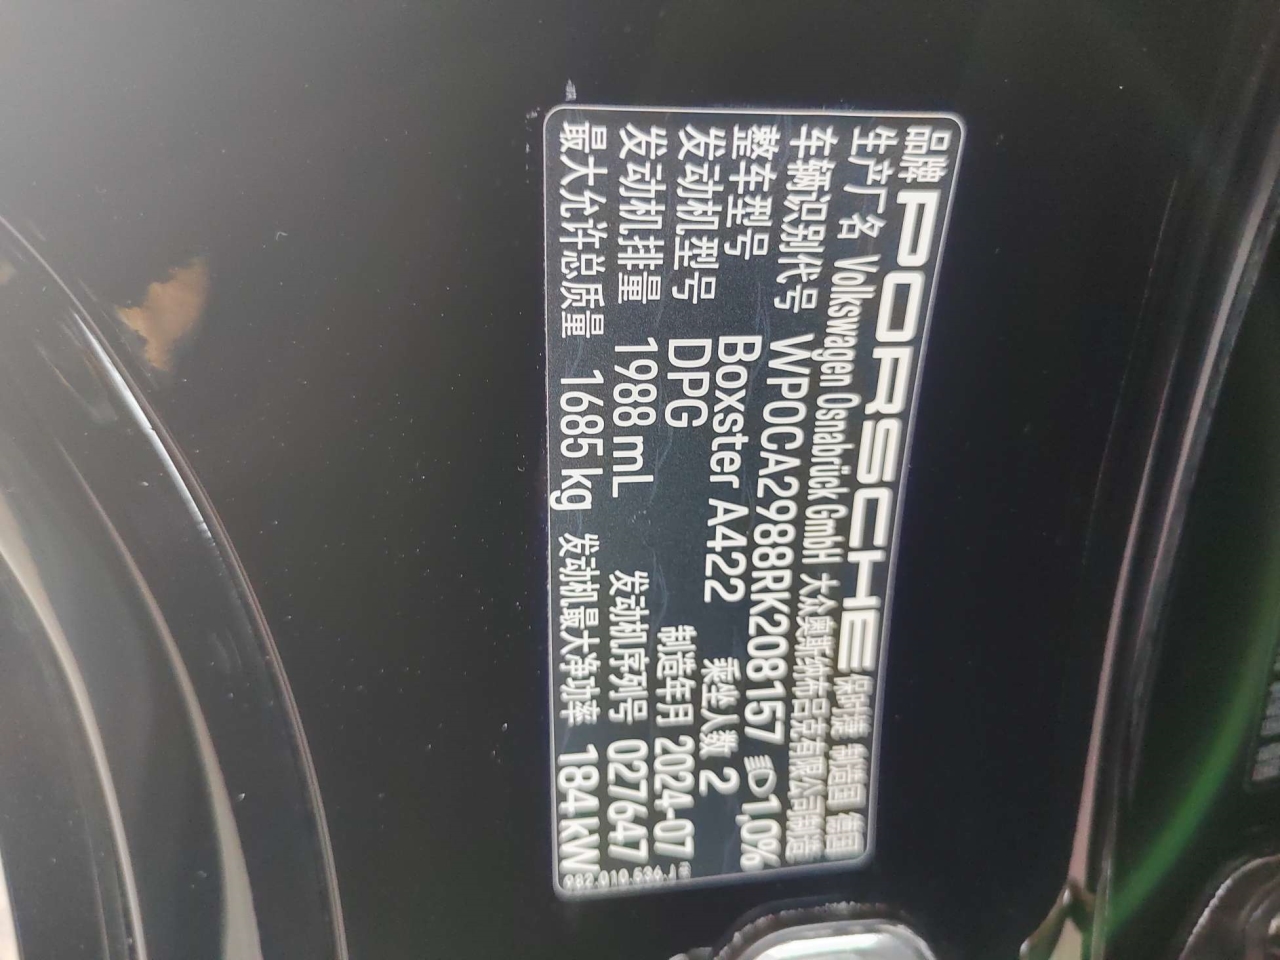 品牌 PORSCHE 保时捷 制造国 德国
生产厂名 Volkswagen Osnabrück GmbH 大众奥斯纳布吕克有限公司制造
车辆识别代号 WP0CA2988RK208157 1,0%
整车型号 Boxster A422 乘坐人数 2
发动机型号 DPG 制造年月 2024-07
发动机排量 1988 mL 发动机序列号 027647
最大允许总质量 1685 kg 发动机最大净功率 184 kW
982.010.536.J